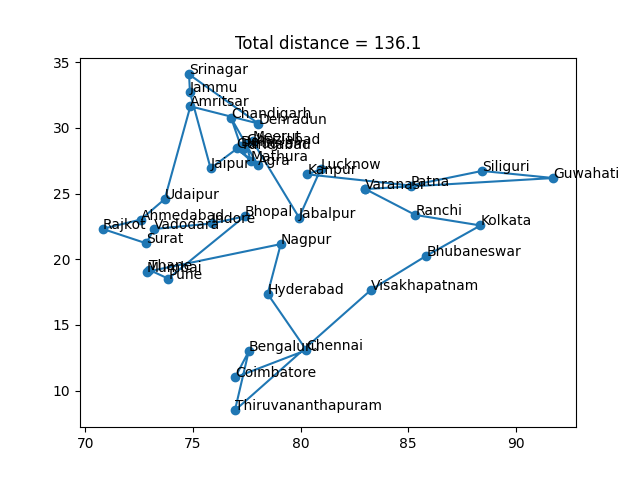 Total distance = 136.1
35
Srinagar
Jammu
Amritsar
Chandigarh
Dehradun
30
Meerut
Mathura
Agra
Jaipur
Lucknow
Kanpur
Siliguri
Guwahati
Patna
Varanasi
25
Udaipur
Ranchi
Bhopal
Jabalpur
Ahmedabad
Indore
Rajkot
Vadodara
Kolkata
Surat
Nagpur
Bhubaneswar
20
Thane
Mumbai
Pune
Visakhapatnam
Hyderabad
15
Bengaluru
Chennai
Coimbatore
10
Thiruvananthapuram
70
75
80
85
90